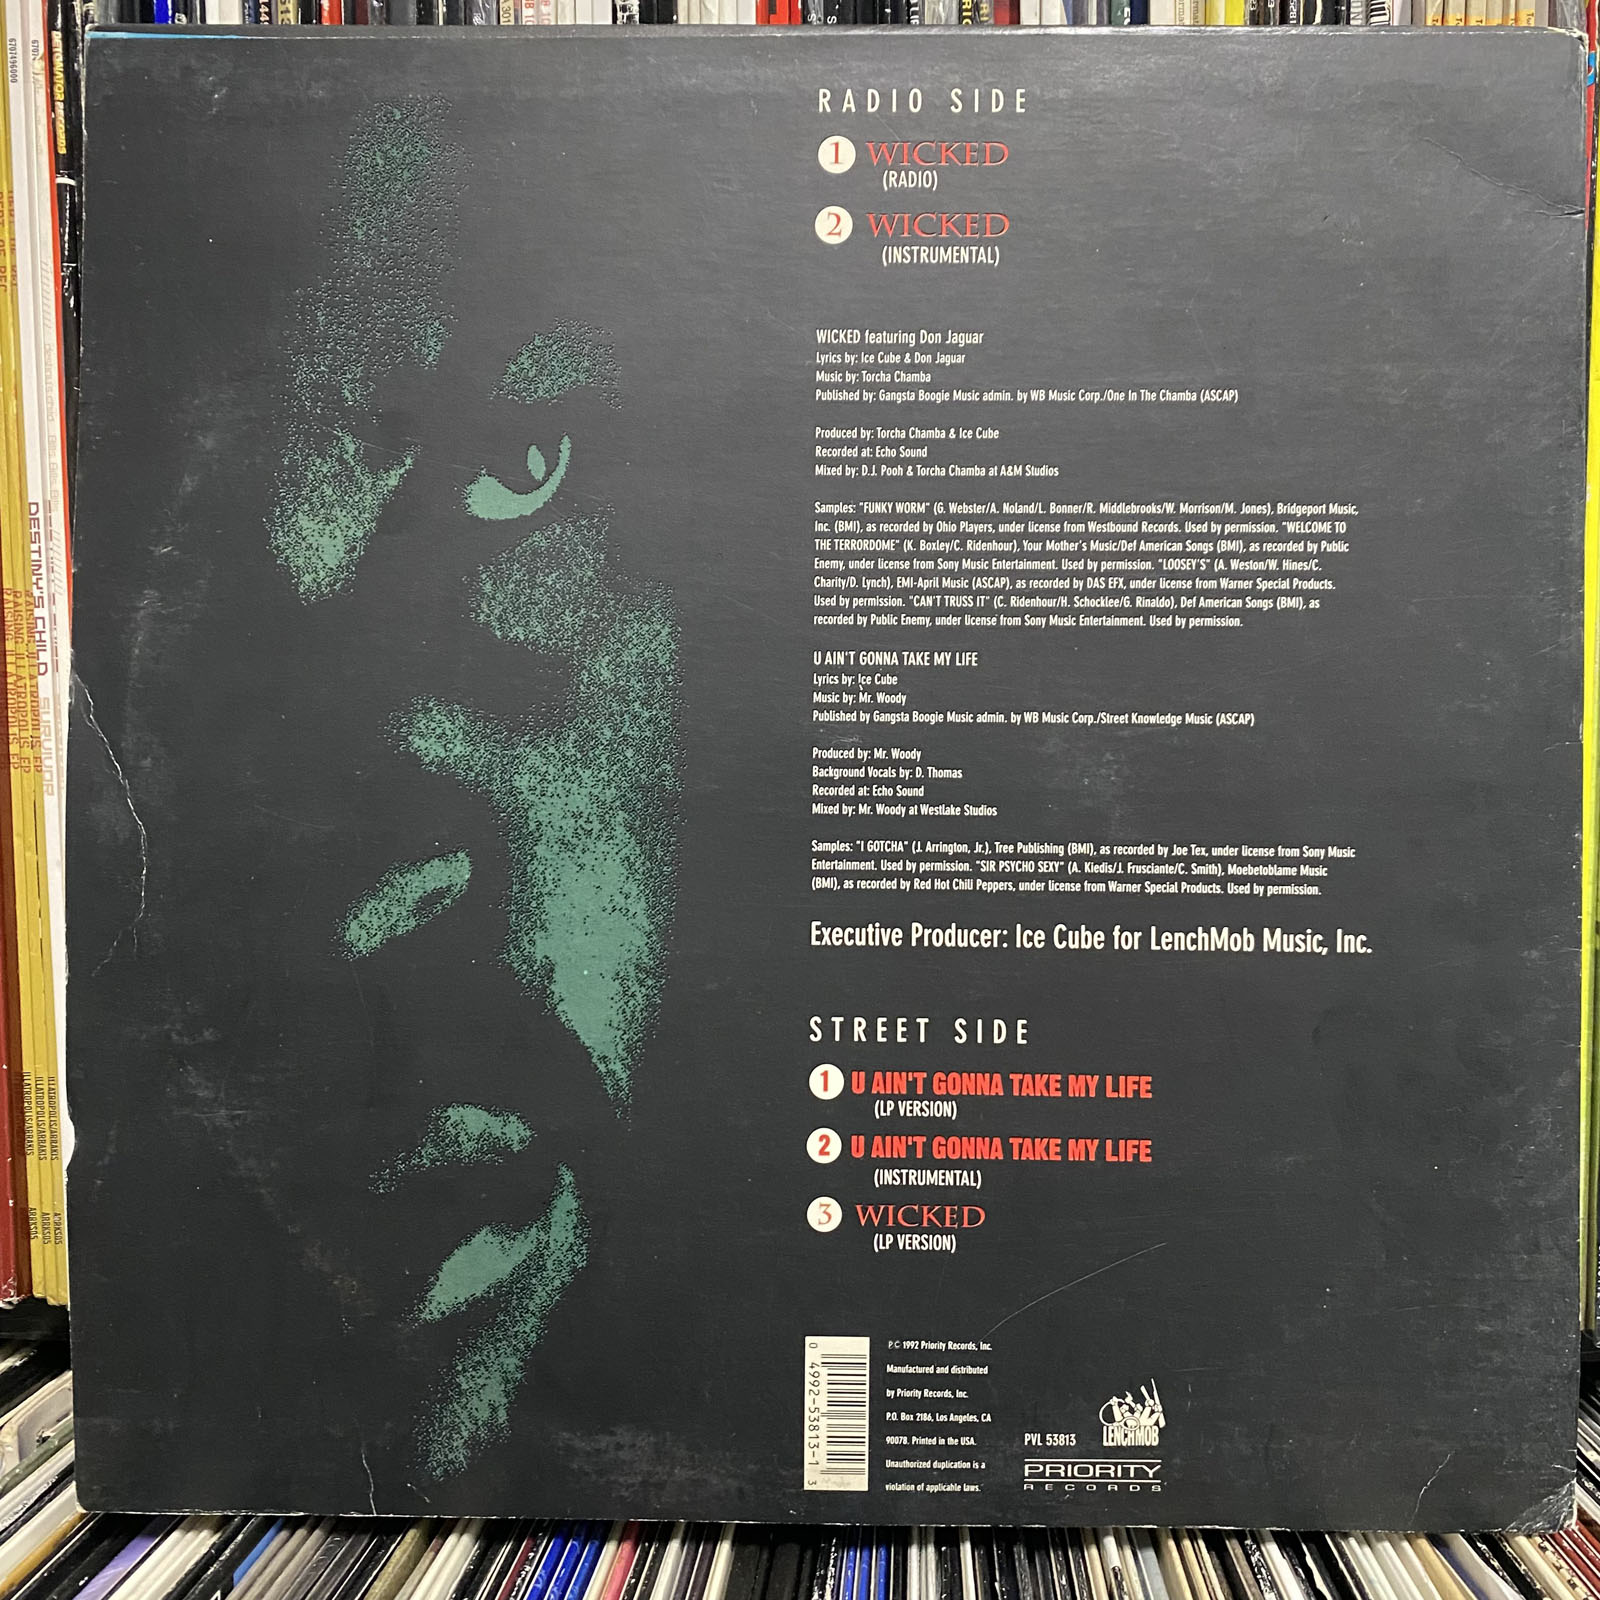 RADIO SIDE
1 WICKED
(RADIO)
2 WICKED
(INSTRUMENTAL)
WICKED featuring Don Jaguar
Lyrics by: Ice Cube & Don Jaguar
Music by: Torcha Chamba
Published by: Gangsta Boogie Music admin. by WB Music Corp./One In The Chamba (ASCAP)
Produced by: Torcha Chamba & Ice Cube
Recorded at: Echo Sound
Mixed by: D.J. Pooh & Torcha Chamba at A&M Studios
Samples: "FUNKY WORM" (G. Webster/A. Noland/L. Bonner/R. Middlebrooks/W. Morrison/M. Jones), Bridgeport Music,
Inc. (BMI), as recorded by Ohio Players, under license from Westbound Records. Used by permission. "WELCOME TO
THE TERRORDOME" (K. Boxley/C. Ridenhour), Your Mother's Music/Def American Songs (BMI), as recorded by Public
Enemy, under license from Sony Music Entertainment. Used by permission. "LOOSEY'S" (A. Weston/W. Hines/C.
Charity/D. Lynch), EMI-April Music (ASCAP), as recorded by DAS EFX, under license from Warner Special Products.
Used by permission. "CAN'T TRUSS IT" (C. Ridenhour/H. Schocklee/G. Rinaldo), Def American Songs (BMI), as
recorded by Public Enemy, under license from Sony Music Entertainment. Used by permission.
U AIN'T GONNA TAKE MY LIFE
Lyrics by: Ice Cube
Music by: Mr. Woody
Published by Gangsta Boogie Music admin. by WB Music Corp./Street Knowledge Music (ASCAP)
Produced by: Mr. Woody
Background Vocals by: D. Thomas
Recorded at: Echo Sound
Mixed by: Mr. Woody at Westlake Studios
Samples: "I GOTCHA" (J. Arrington, Jr.), Tree Publishing (BMI), as recorded by Joe Tex, under license from Sony Music
Entertainment. Used by permission. "SIR PSYCHO SEXY" (A. Kiedis/J. Frusciante/C. Smith), Moebetoblame Music
(BMI), as recorded by Red Hot Chili Peppers, under license from Warner Special Products. Used by permission.
Executive Producer: Ice Cube for LenchMob Music, Inc.
STREET SIDE
1 U AIN'T GONNA TAKE MY LIFE
(LP VERSION)
2 U AIN'T GONNA TAKE MY LIFE
(INSTRUMENTAL)
3 WICKED
(LP VERSION)
0 4992-53813-1 3
P C 1992 Priority Records, Inc.
Manufactured and distributed
by Priority Records, Inc.
P.O. Box 2186, Los Angeles, CA
90078. Printed in the USA.
Unauthorized duplication is a
violation of applicable laws.
PVL 53813
LENCHMOB
PRIORITY
RECORDS
DESTINY'S CHILD SURVIVOR
RAISING ILLATROPOLIS EP
ILLATROPOLIS/ARRAKIS
ARRKS05
6707496000